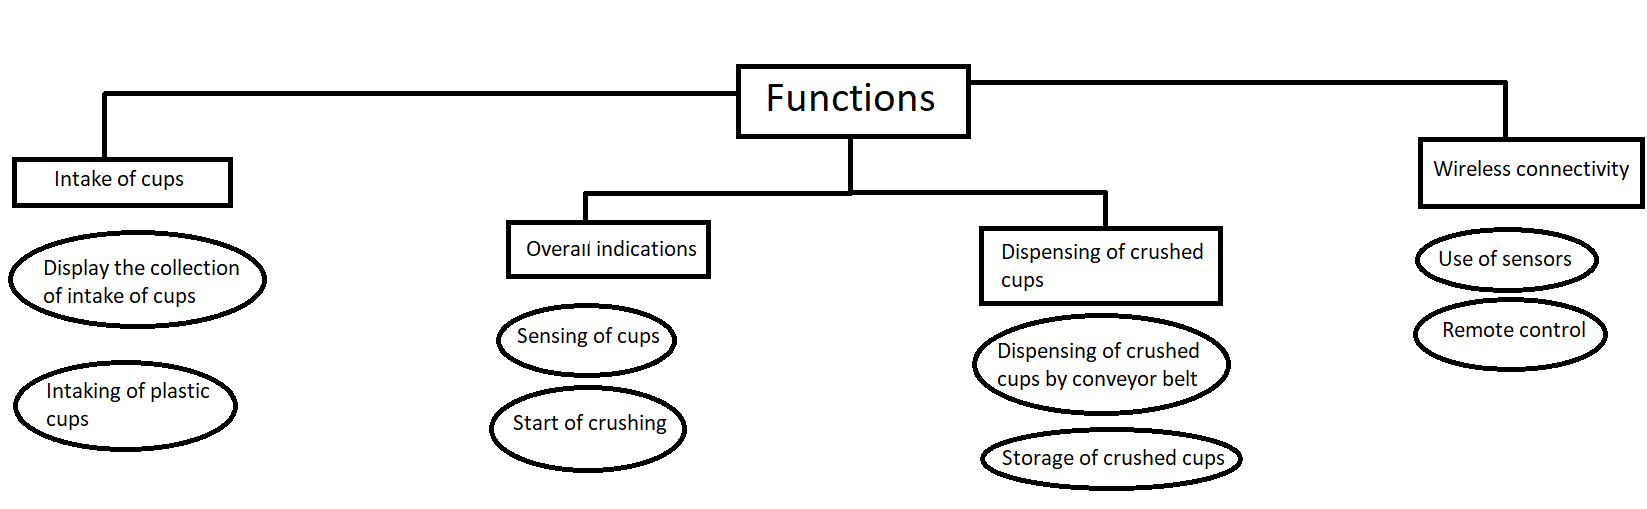 Functions
Intake of cups
Display the collection
of intake of cups
Intaking of plastic
cups
Overall indications
Sensing of cups
Start of crushing
Dispensing of crushed
cups
Dispensing of crushed
cups by conveyor belt
Storage of crushed cups
Wireless connectivity
Use of sensors
Remote control